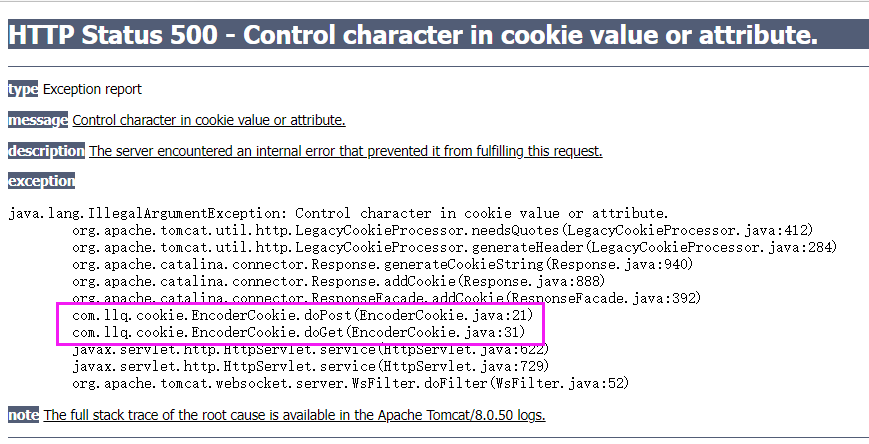 HTTP Status 500 - Control character in cookie value or attribute.
type Exception report
message Control character in cookie value or attribute.
description The server encountered an internal error that prevented it from fulfilling this request.
exception
java.lang.IllegalArgumentException: Control character in cookie value or attribute.
org.apache.tomcat.util.http.LegacyCookieProcessor.needsQuotes(LegacyCookieProcessor.java:412)
org.apache.tomcat.util.http.LegacyCookieProcessor.generateHeader(LegacyCookieProcessor.java:284)
org.apache.catalina.connector.Response.generateCookieString(Response.java:940)
org.apache.catalina.connector.Response.addCookie(Response.java:888)
org.apache.catalina.connector.ResponseFacade.addCookie(ResponseFacade.java:392)
com.llq.cookie.EncoderCookie.doPost(EncoderCookie.java:21)
com.llq.cookie.EncoderCookie.doGet(EncoderCookie.java:31)
javax.servlet.http.HttpServlet.service(HttpServlet.java:622)
javax.servlet.http.HttpServlet.service(HttpServlet.java:729)
org.apache.tomcat.websocket.server.WsFilter.doFilter(WsFilter.java:52)
note The full stack trace of the root cause is available in the Apache Tomcat/8.0.50 logs.